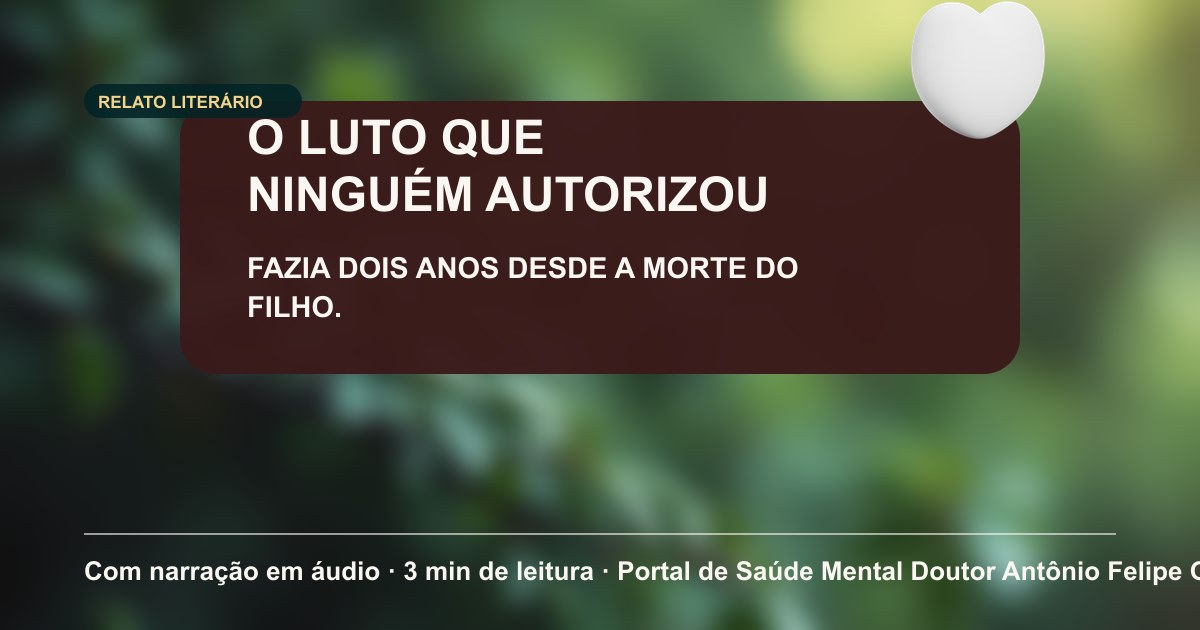 RELATO LITERÁRIO
O LUTO QUE
NINGUÉM AUTORIZOU
FAZIA DOIS ANOS DESDE A MORTE DO
FILHO.
Com narração em áudio · 3 min de leitura · Portal de Saúde Mental Doutor Antônio Felipe